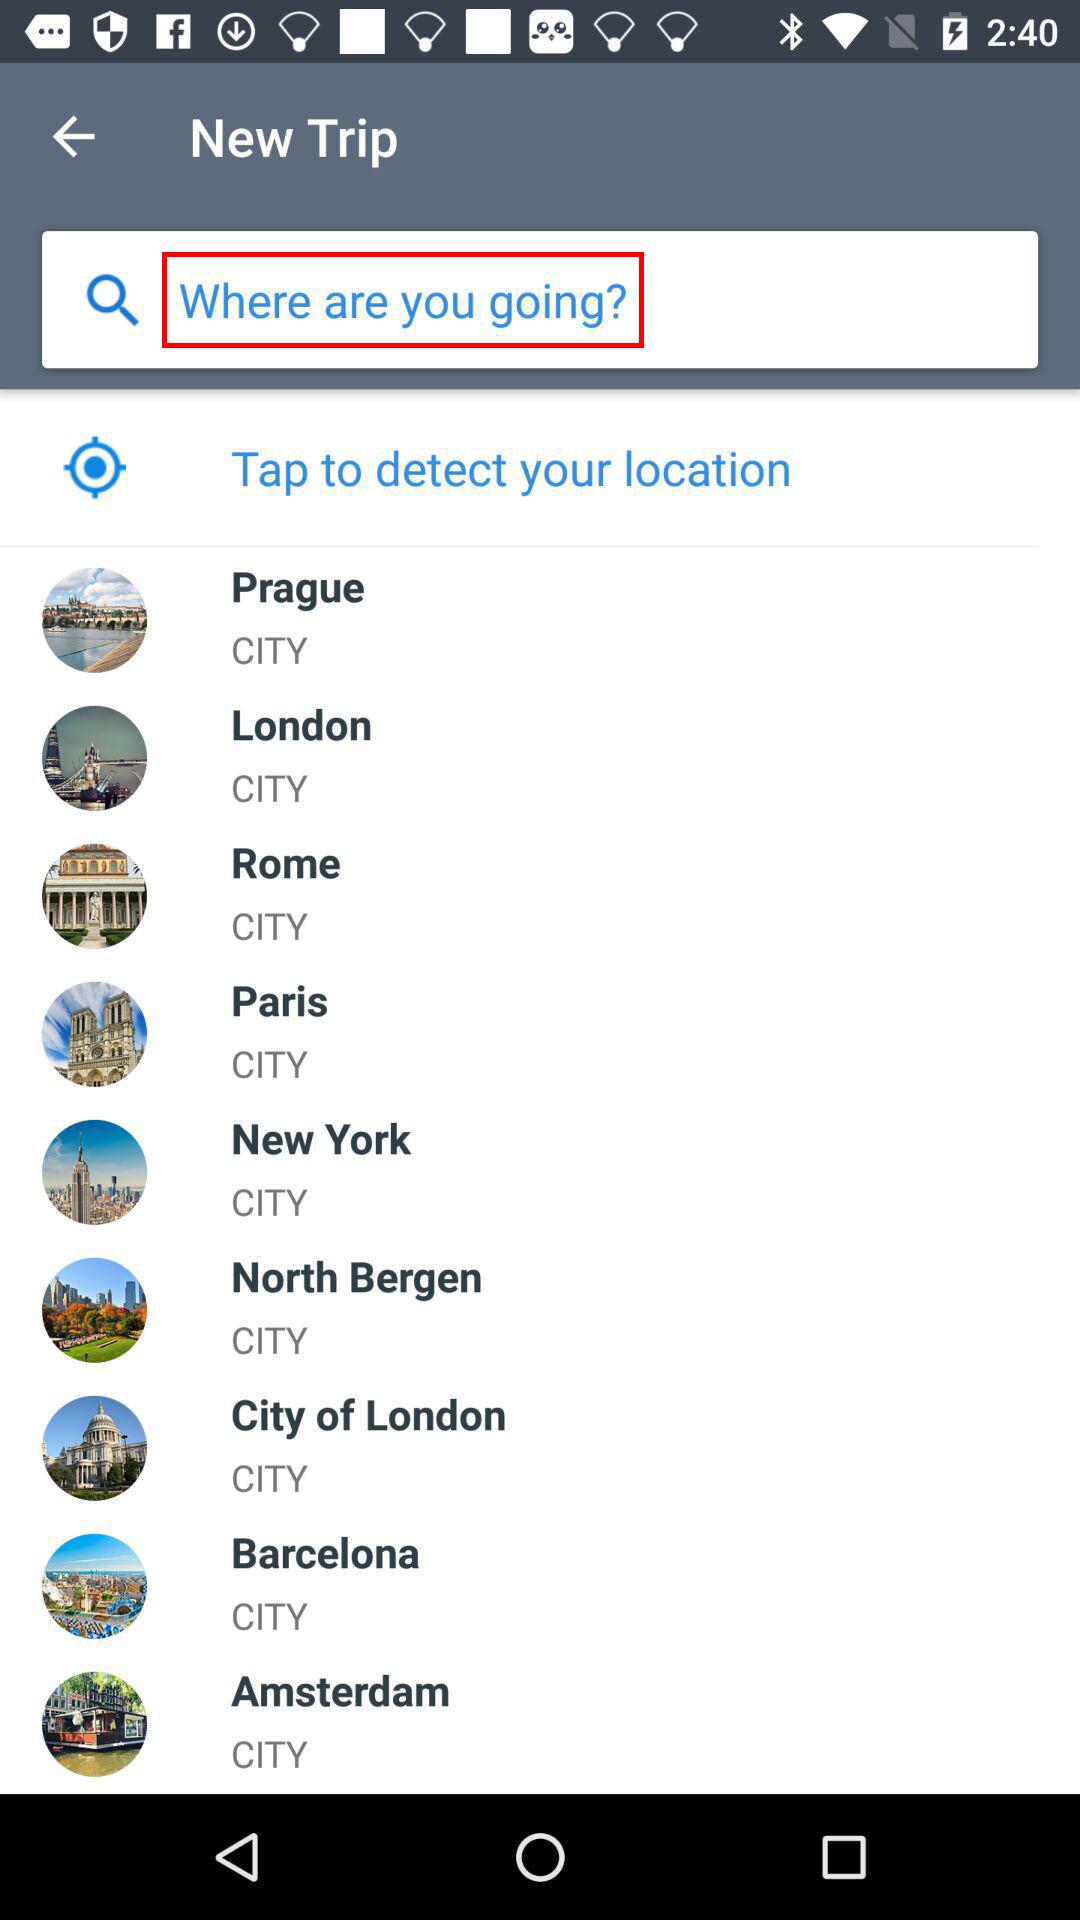 2:40
New Trip
Where are you going?
Tap to detect your location
Prague
CITY
London
CITY
Rome
CITY
Paris
CITY
New York
CITY
North Bergen
CITY
City of London
CITY
Barcelona
CITY
Amsterdam
CITY